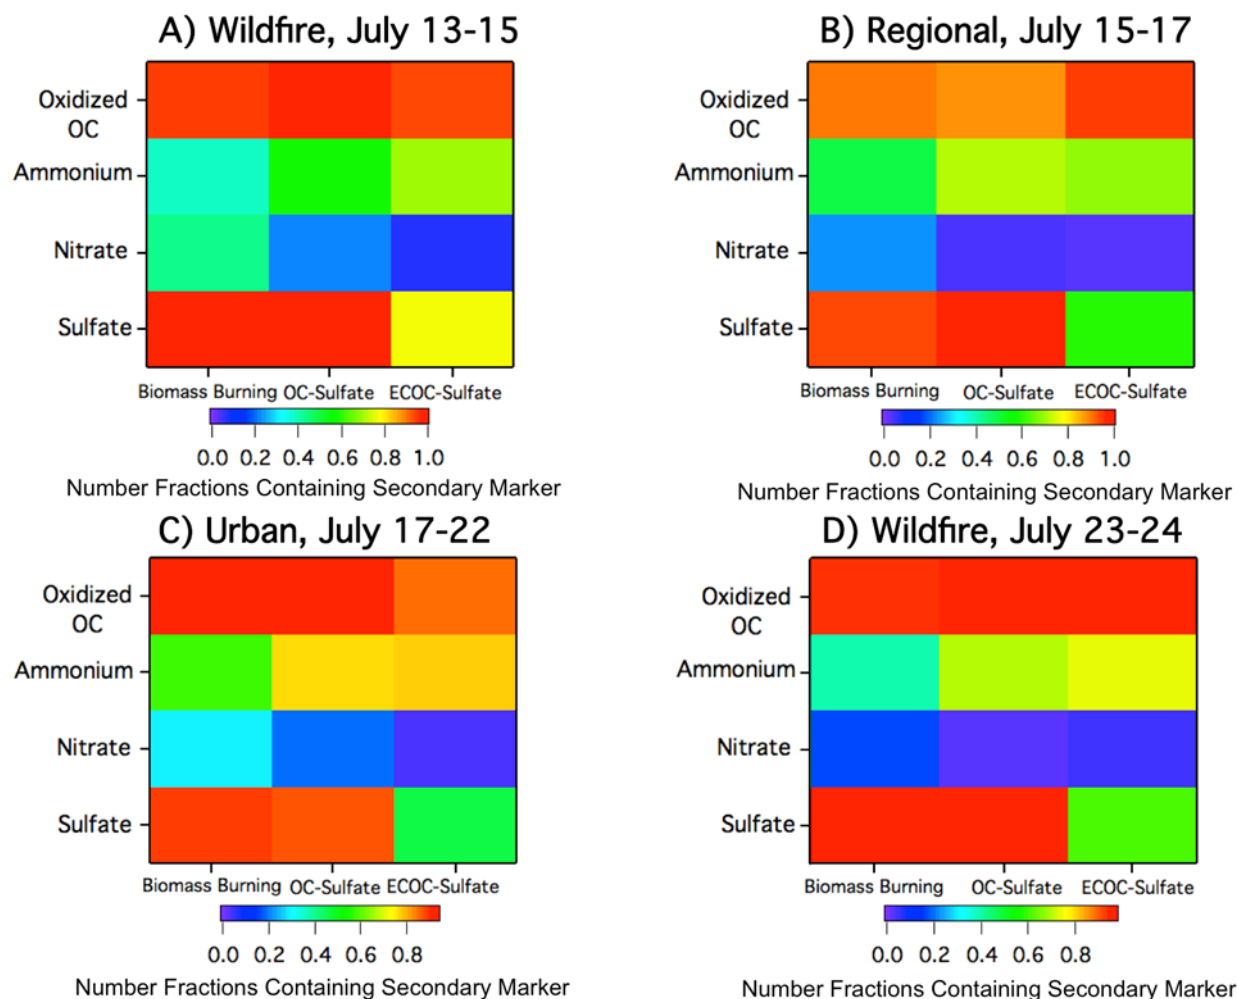 A) Wildfire, July 13-15
Oxidized
OC
Ammonium
Nitrate
Sulfate
Biomass Burning OC-Sulfate ECOC-Sulfate
0.0 0.2 0.4 0.6 0.8 1.0
Number Fractions Containing Secondary Marker
B) Regional, July 15-17
Oxidized
OC
Ammonium
Nitrate
Sulfate
Biomass Burning OC-Sulfate ECOC-Sulfate
0.0 0.2 0.4 0.6 0.8 1.0
Number Fractions Containing Secondary Marker
C) Urban, July 17-22
Oxidized
OC
Ammonium
Nitrate
Sulfate
Biomass Burning OC-Sulfate ECOC-Sulfate
0.0 0.2 0.4 0.6 0.8
Number Fractions Containing Secondary Marker
D) Wildfire, July 23-24
Oxidized
OC
Ammonium
Nitrate
Sulfate
Biomass Burning OC-Sulfate ECOC-Sulfate
0.0 0.2 0.4 0.6 0.8
Number Fractions Containing Secondary Marker